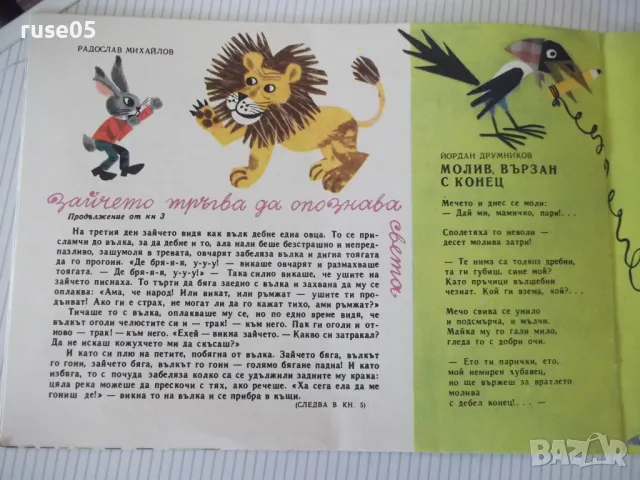 ruse05
РАДОСЛАВ МИХАЙЛОВ
зайчето тръгва да опознава света
Продължение от кн 3
На третия ден зайчето видя как вълк дебне една овца. То се при-
сламчи до вълка, за да дебне и то, ала нали беше безстрашно и непред-
пазливо, зашумоля в тревата, овчарят забеляза вълка и дигна тоягата
да го прогони. «Де бря-я-я, у-у-у!» — викаше овчарят и размахваше
тоягата. — Де бря-я-я, у-у-у!» — Така силно викаше, че ушите на
зайчето писнаха. То търти да бяга заедно с вълка и захвана да му се
оплаква: «Ама, че народ! Или викат, или ръмжат — ушите ти про-
дънват! Ако ги е страх, не могат ли да го кажат тихо, ами ръмжат?»
Тичаше то с вълка, оплакваше му се, но по едно време видя, че
вълкът оголи челюстите си и — трак! — към него. Пак ги оголи и от-
ново — трак! — към него. «Ехей — викна зайчето. — Какво си затракал?
Да не искаш кожухчето ми да скъсаш?»
И като си плю на петите, побягна от вълка. Зайчето бяга, вълкът
го гони, зайчето бяга, вълкът го гони — голямо бягане падна! И като
избяга, то с почуда забеляза колко са се удължили задните му крака:
цяла река можеше да прескочи с тях, ако речеше. «Ха сега ела да ме
гониш де!» — викна то на вълка и се прибра в къщи.
(СЛЕДВА В КН. 5)
ЙОРДАН ДРУМНИКОВ
МОЛИВ, ВЪРЗАН
С КОНЕЦ
Мечето и днес се моли:
— Дай ми, мамичко, пари!. . .
Сполетяха то неволи —
десет молива затри!
— Те нима са толкоз дребни,
та ги губиш, сине мой?
Като пръчици вълшебни
чезнат. Кой ги взема, кой?. . .
Мечо свива се унило
и подсмърча, и мълчи.
Майка му го гали мило,
гледа го с добри очи.
— Ето ти парички, ето,
мой немирен хубавец,
но ще вържеш за вратлето
молива
с дебел конец!. . . —
BAZAR
bg